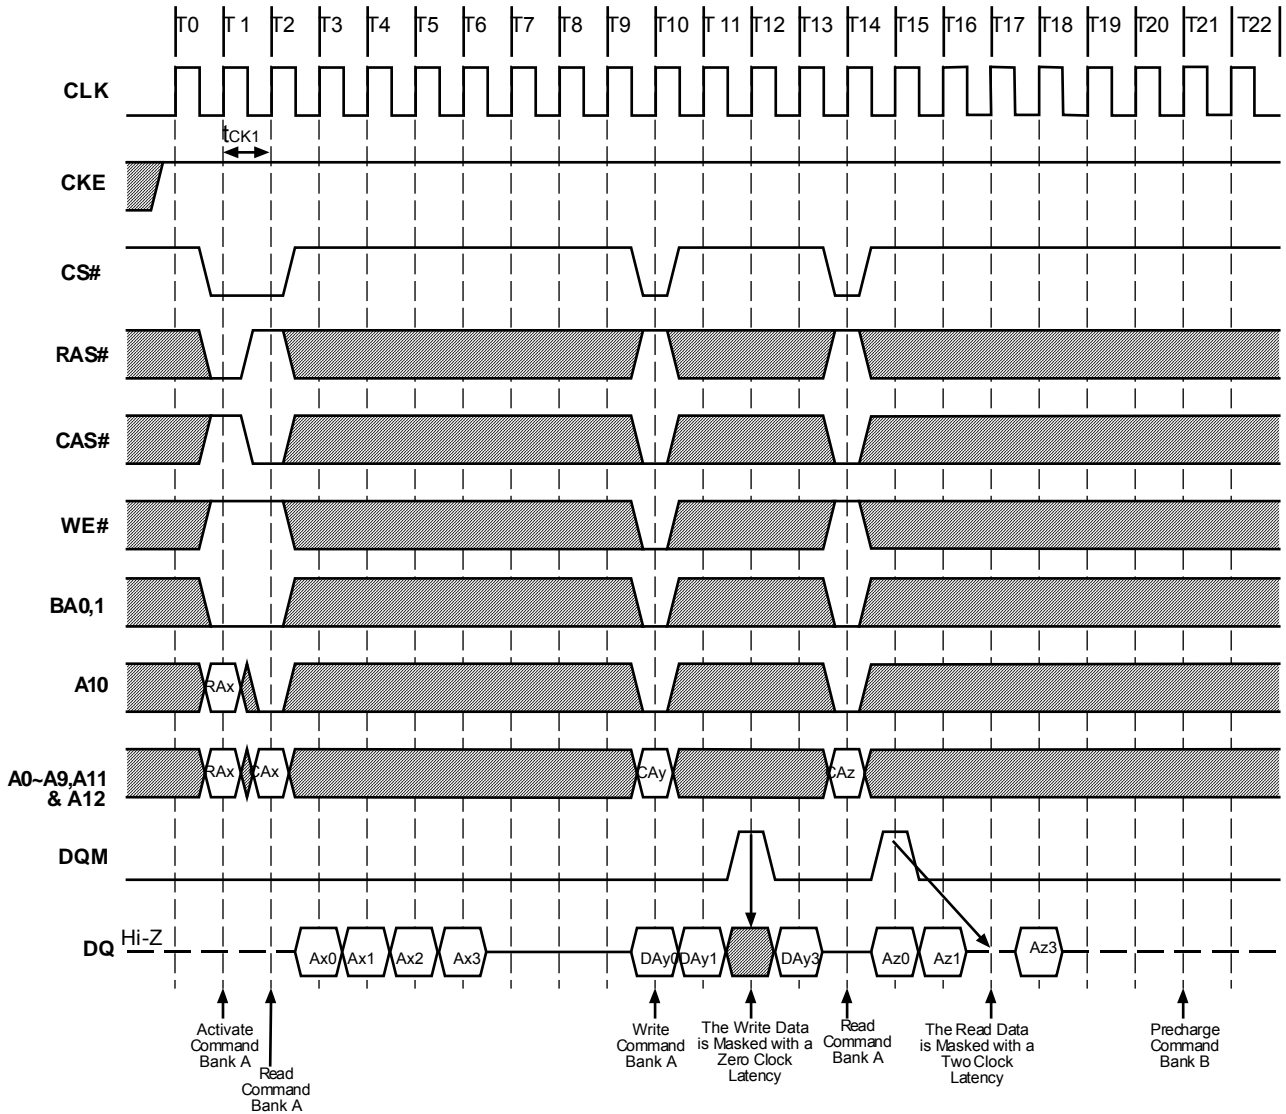 T0 T 1 T2 T3 T4 T5 T6 T7 T8 T9 T10 T 11 T12 T13 T14 T15 T16 T17 T18 T19 T20 T21 T22
CLK
tCK1
CKE
CS#
RAS#
CAS#
WE#
BA0,1
A10
RAx
A0~A9,A11
& A12
RAx CAx CAy CAz
DQM
DQ
Hi-Z
Ax0 Ax1 Ax2 Ax3 DAy0 DAy1 DAy3 Az0 Az1 Az3
Activate
Command
Bank A
Read
Command
Bank A
Write
Command
Bank A
The Write Data
is Masked with a
Zero Clock
Latency
Read
Command
Bank A
The Read Data
is Masked with a
Two Clock
Latency
Precharge
Command
Bank B